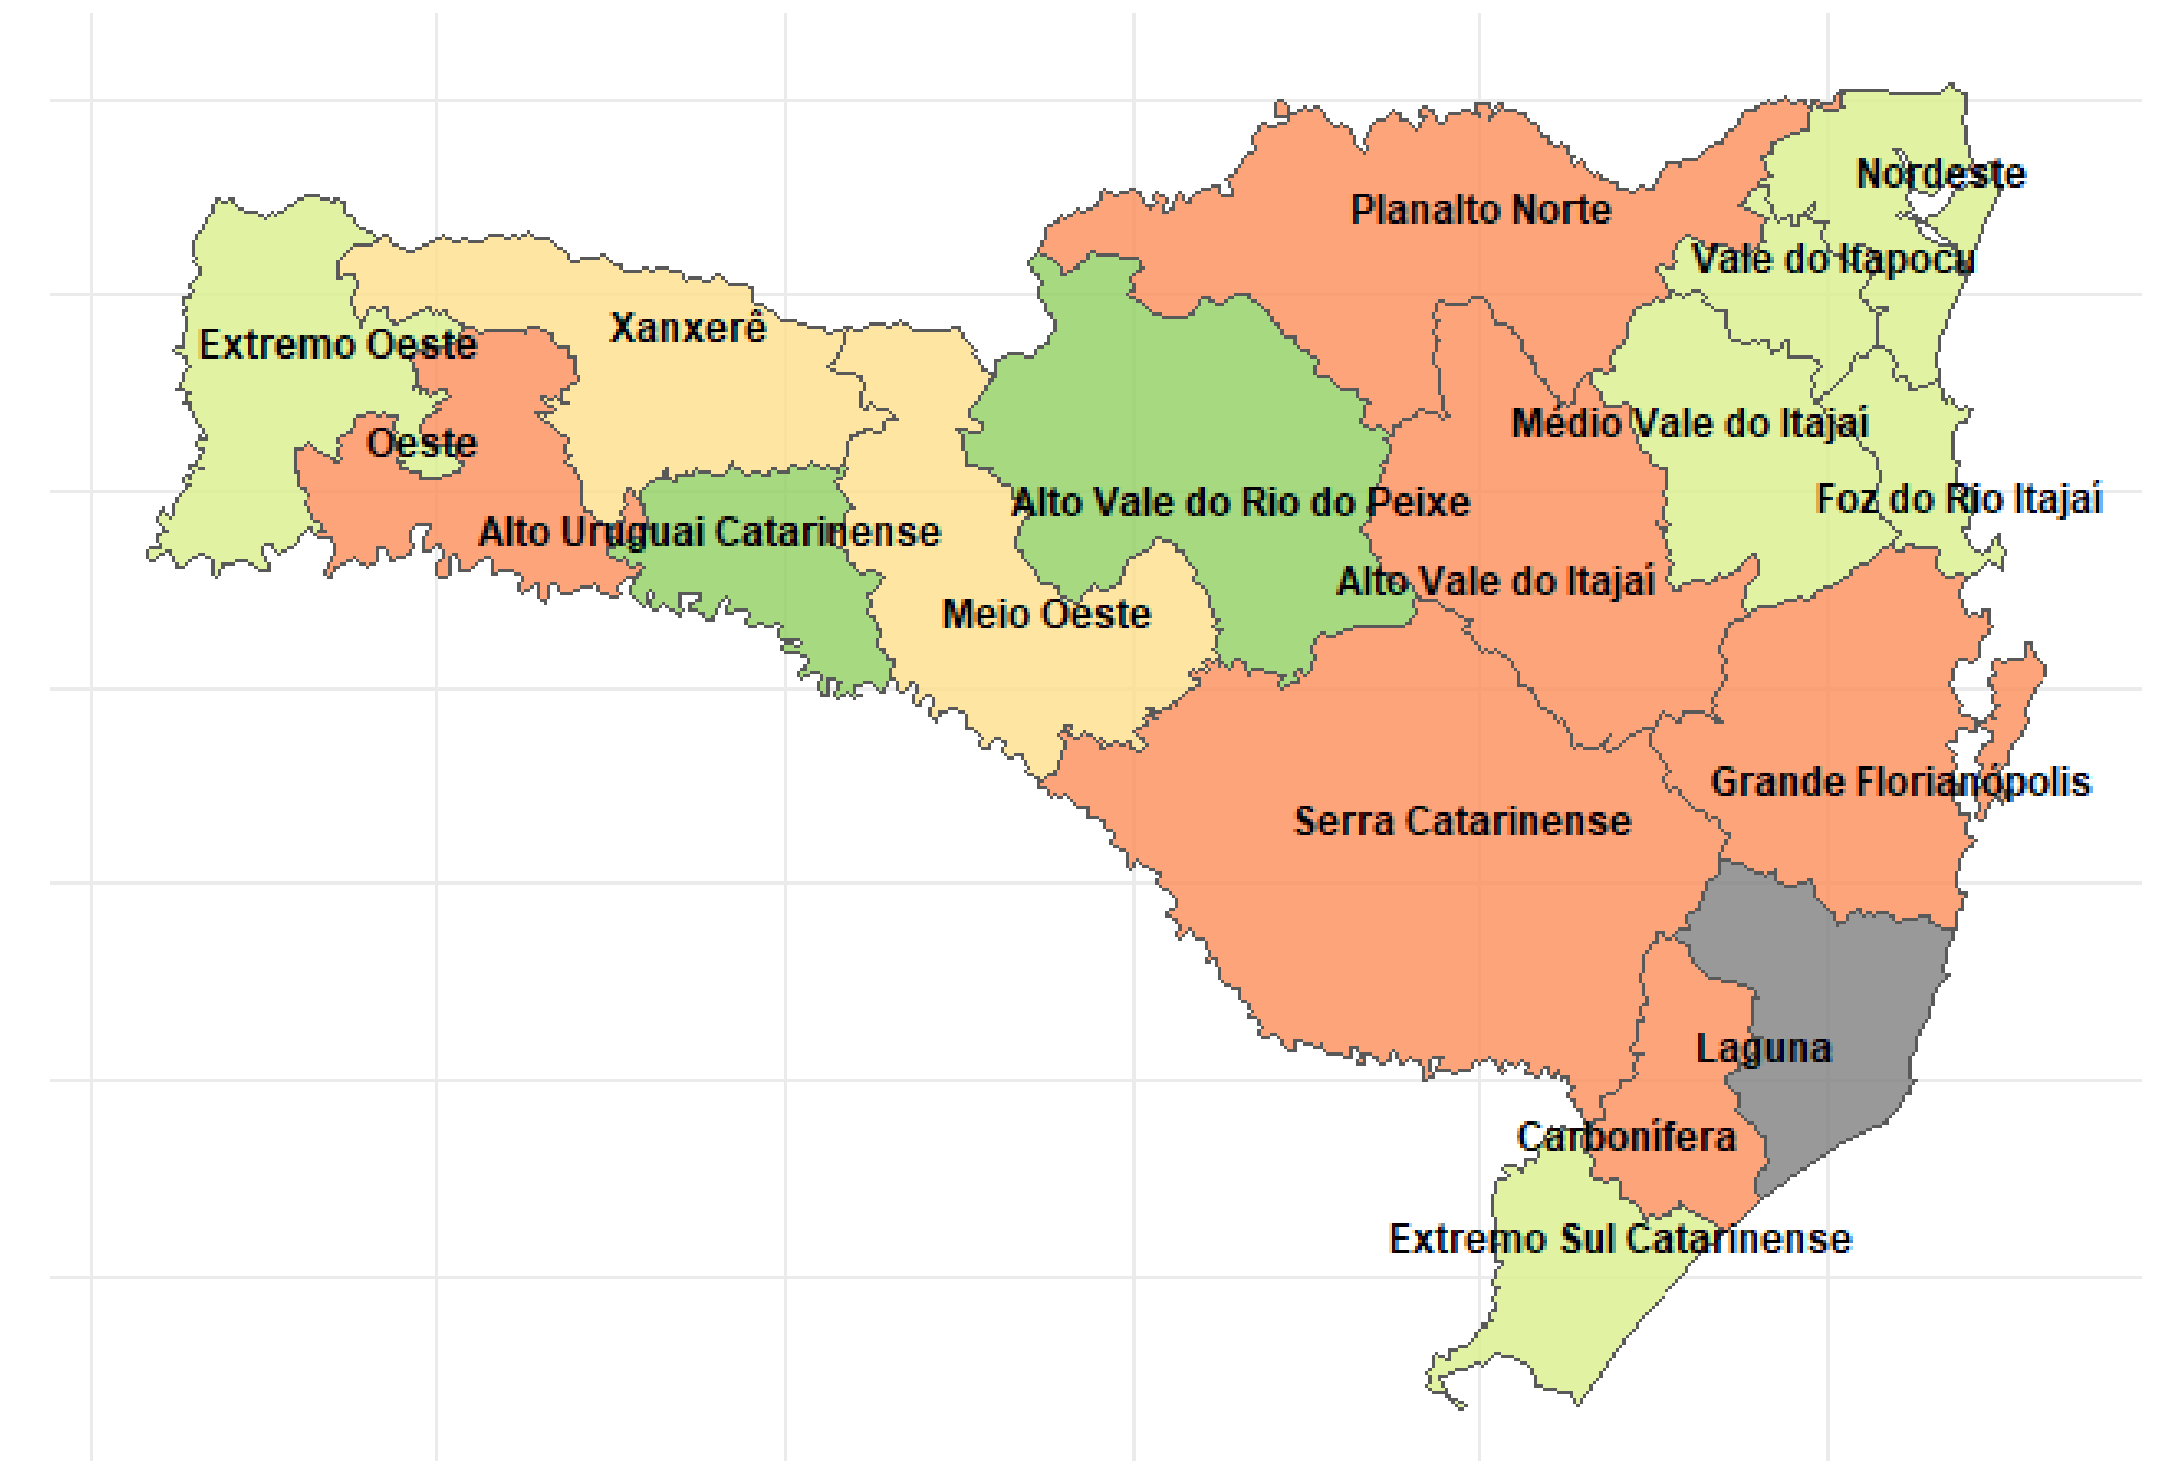 Nordeste
Planalto Norte
Vale do Itapocu
Xanxerê
Extremo Oeste
Médio Vale do Itajaí
Oeste
Foz do Rio Itajaí
Alto Vale do Rio do Peixe
Alto Uruguai Catarinense
Alto Vale do Itajaí
Meio Oeste
Grande Florianópolis
Serra Catarinense
Laguna
Carbonífera
Extremo Sul Catarinense